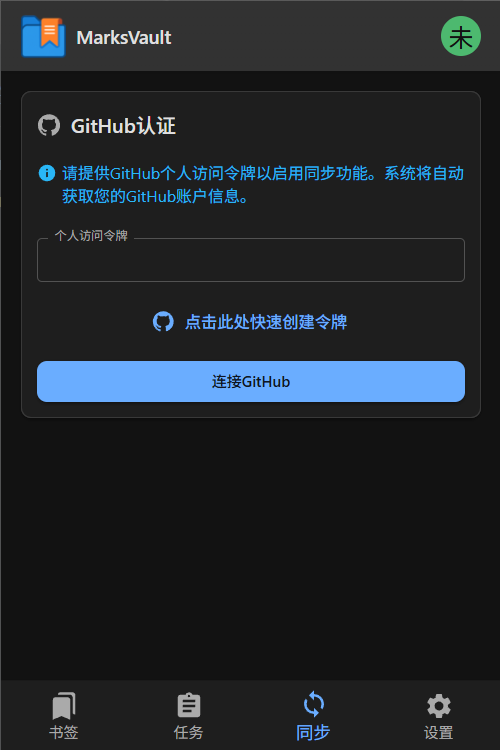 MarksVault
未
GitHub认证
请提供GitHub个人访问令牌以启用同步功能。系统将自动
获取您的GitHub账户信息。
个人访问令牌
点击此处快速创建令牌
连接GitHub
书签
任务
同步
设置